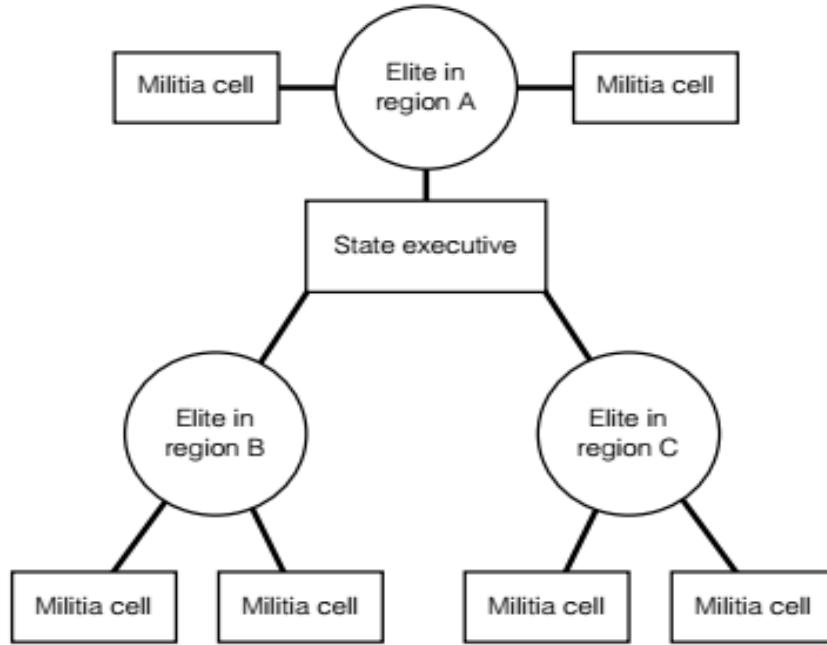 Militia cell
Elite in
region A
Militia cell
State executive
Elite in
region B
Elite in
region C
Militia cell
Militia cell
Militia cell
Militia cell